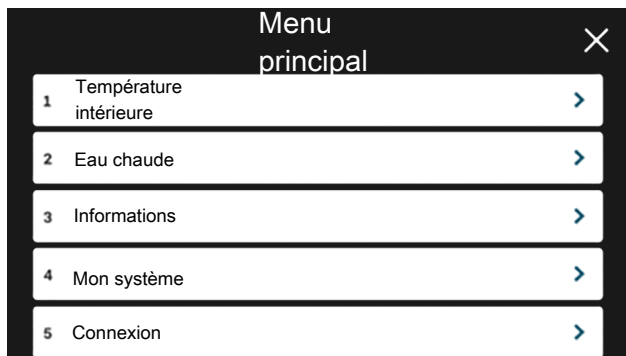 Menu
principal
1 Température
intérieure
2 Eau chaude
3 Informations
4 Mon système
5 Connexion